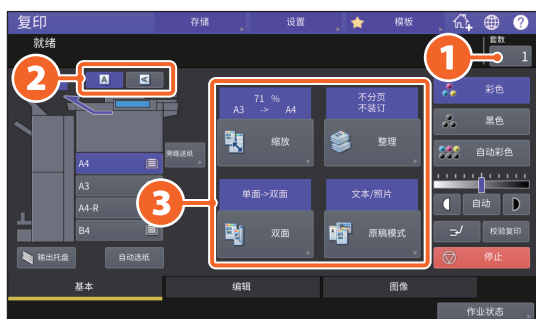 复印
存储
设置
模板
?
就绪
套数
1
1
2
A
A
71 %
A3 -> A4
不分页
不装订
彩色
缩放
整理
黑色
旁路送纸
自动彩色
A4
A3
3
单面->双面
文本/照片
A4-R
自动
B4
双面
原稿模式
校验复印
输出托盘
自动选纸
停止
基本
编辑
图像
作业状态